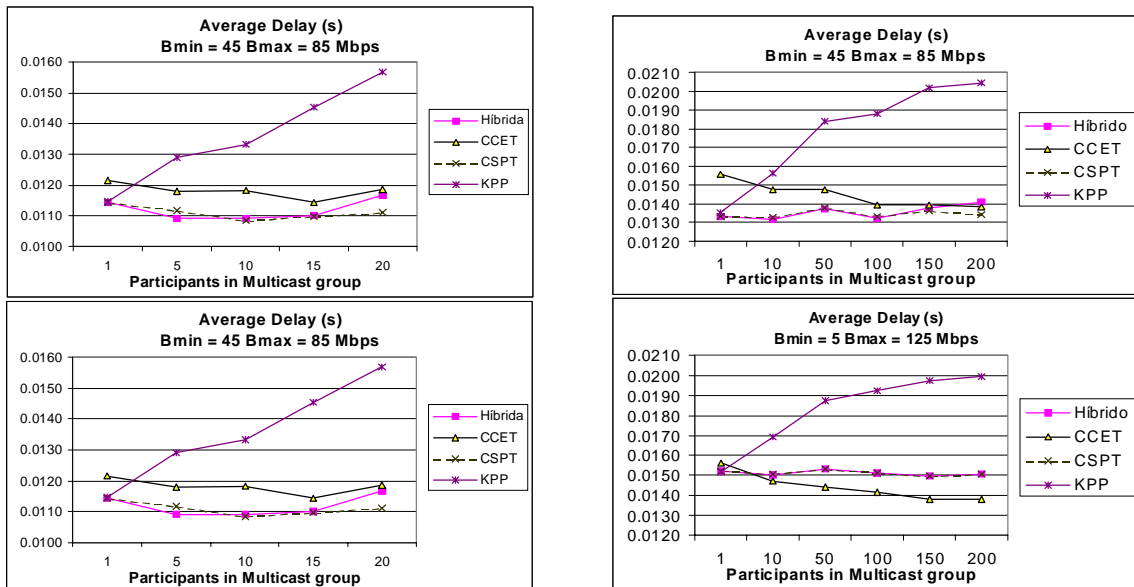 Average Delay (s)
Bmin = 45 Bmax = 85 Mbps
0.0160
0.0150
0.0140
0.0130
0.0120
0.0110
0.0100
1 5 10 15 20
Participants in Multicast group
Híbrida
CCET
CSPT
KPP
Average Delay (s)
Bmin = 45 Bmax = 85 Mbps
0.0210
0.0200
0.0190
0.0180
0.0170
0.0160
0.0150
0.0140
0.0130
0.0120
1 10 50 100 150 200
Participants in Multicast group
Híbrido
CCET
CSPT
KPP
Average Delay (s)
Bmin = 45 Bmax = 85 Mbps
0.0160
0.0150
0.0140
0.0130
0.0120
0.0110
0.0100
1 5 10 15 20
Participants in Multicast group
Híbrida
CCET
CSPT
KPP
Average Delay (s)
Bmin = 5 Bmax = 125 Mbps
0.0210
0.0200
0.0190
0.0180
0.0170
0.0160
0.0150
0.0140
0.0130
0.0120
1 10 50 100 150 200
Participants in Multicast group
Híbrido
CCET
CSPT
KPP